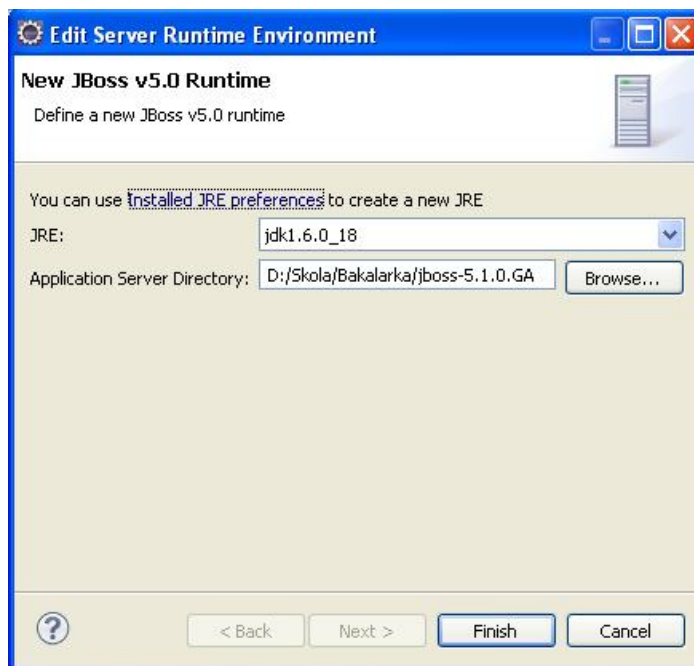 Edit Server Runtime Environment
New JBoss v5.0 Runtime
Define a new JBoss v5.0 runtime
You can use Installed JRE preferences to create a new JRE
JRE: jdk1.6.0_18
Application Server Directory: D:/Skola/Bakalarka/jboss-5.1.0.GA Browse...
< Back Next > Finish Cancel